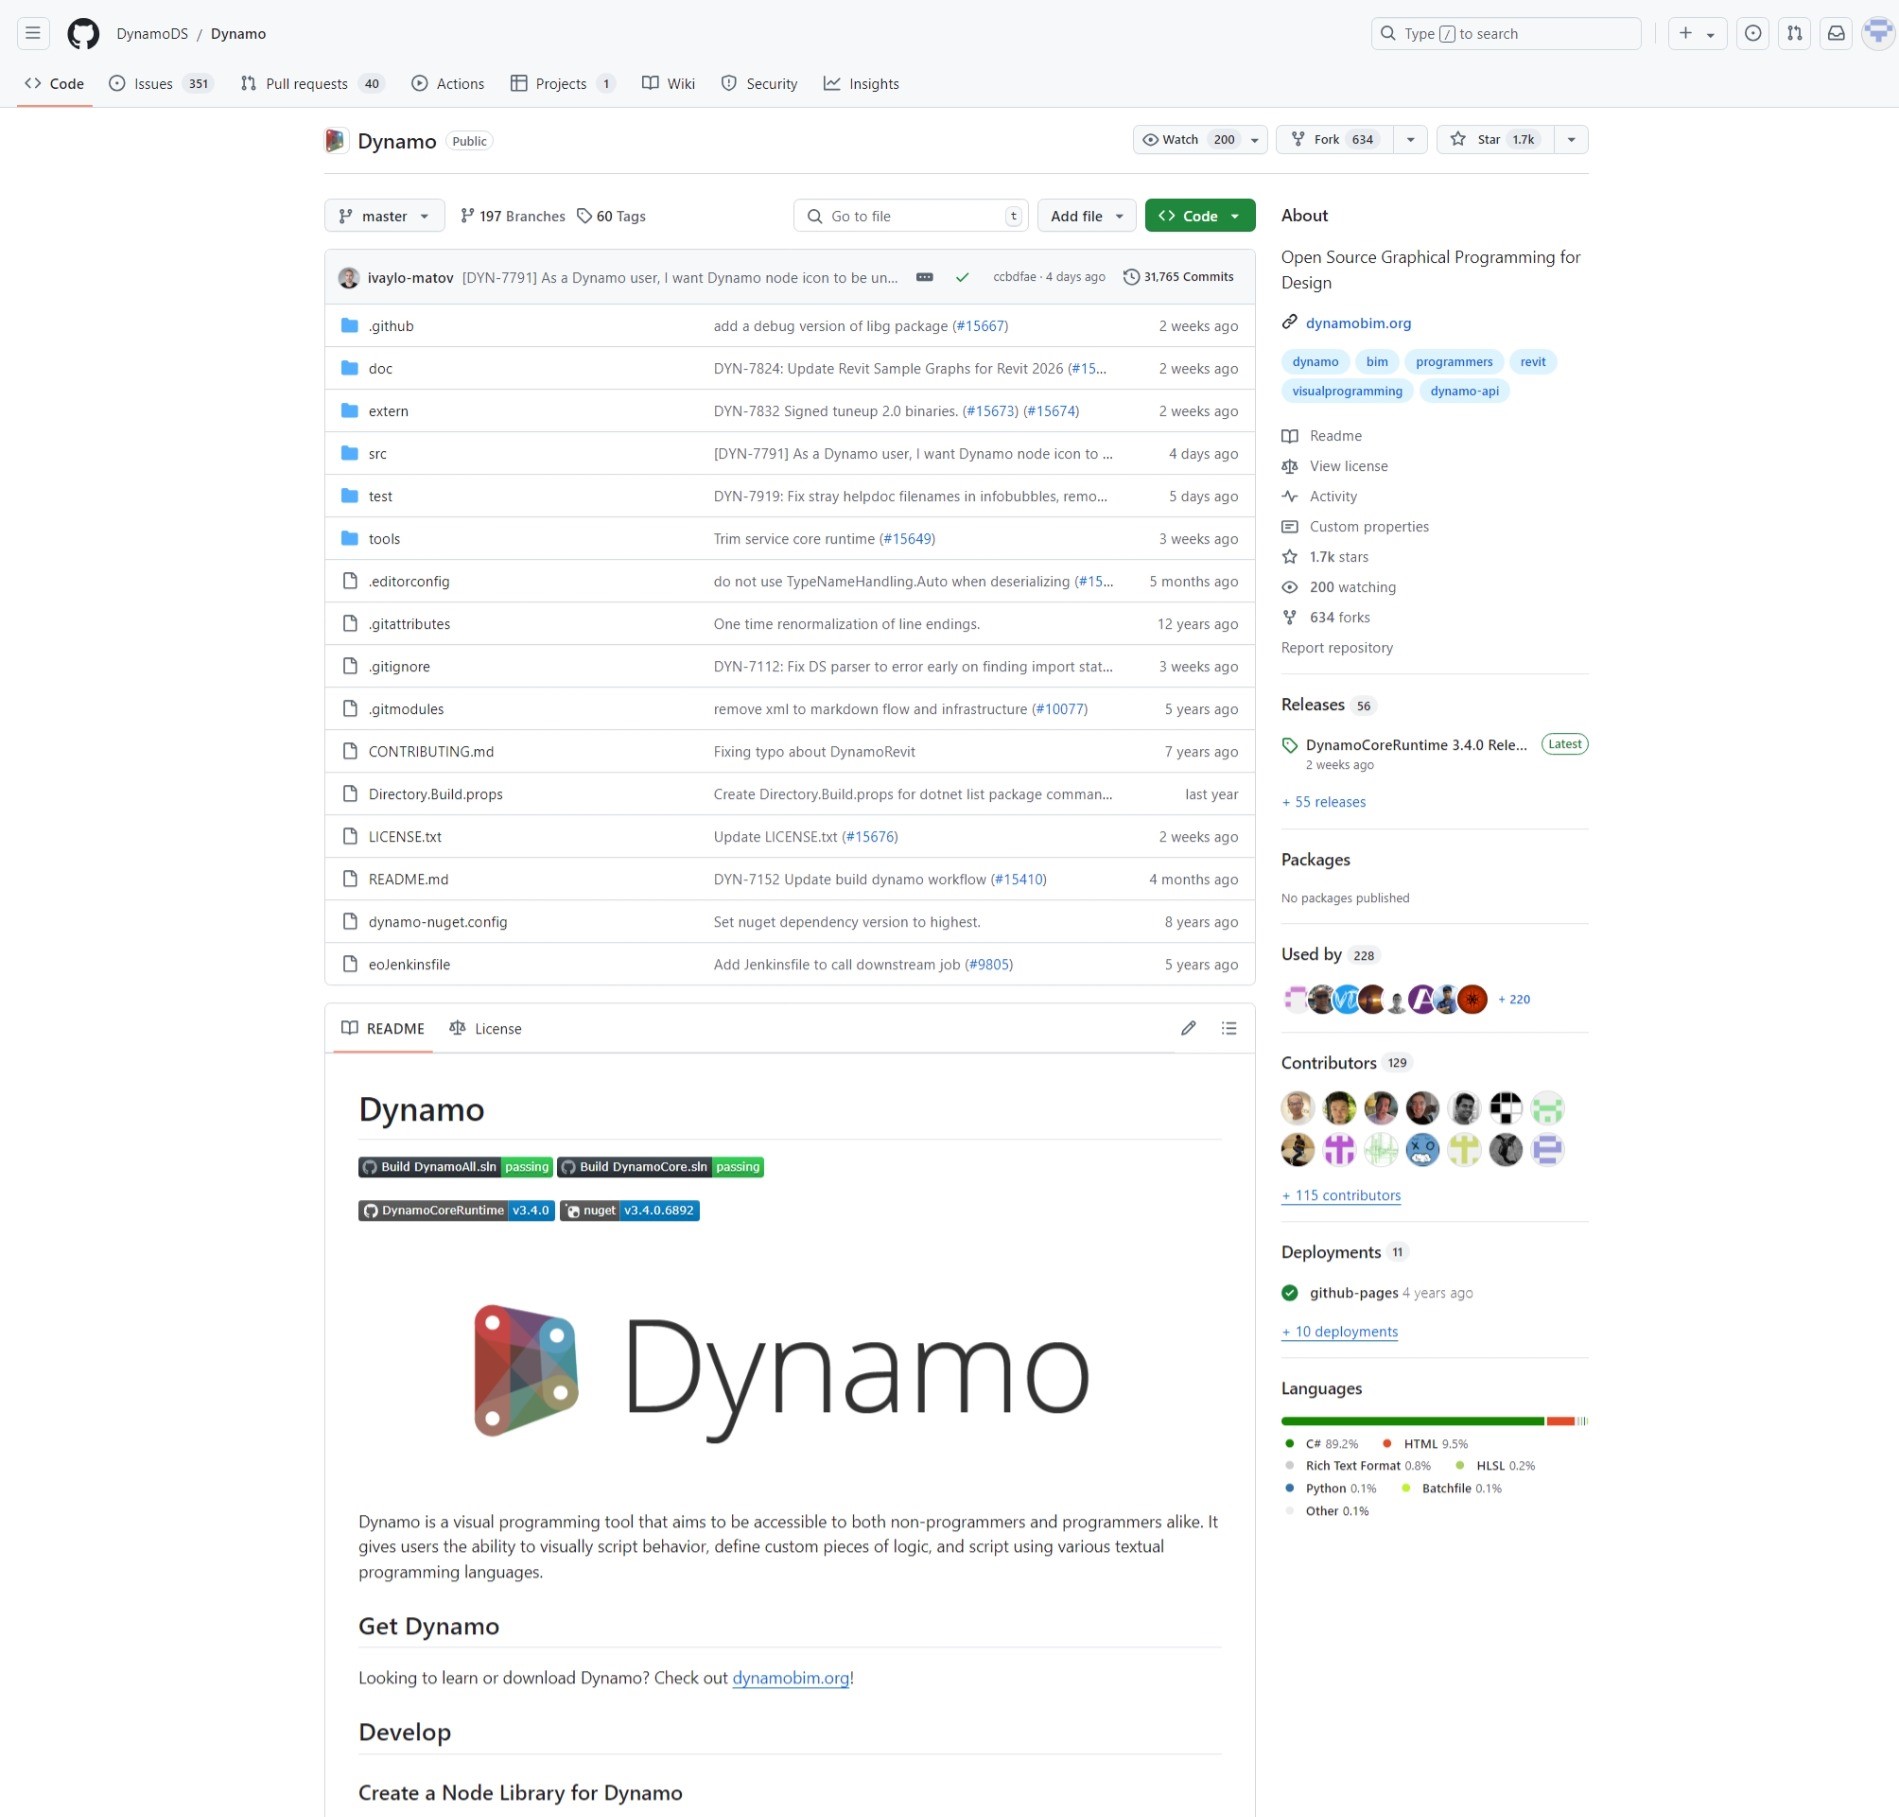 DynamoDS / Dynamo
Type / to search
Code Issues 351 Pull requests 40 Actions Projects 1 Wiki Security Insights
Dynamo Public
Watch 200 Fork 634 Star 1.7k
master 197 Branches 60 Tags Go to file t Add file Code
ivaylo-matov [DYN-7791] As a Dynamo user, I want Dynamo node icon to be un... ccbdfae · 4 days ago 31,765 Commits
.github add a debug version of libg package (#15667) 2 weeks ago
doc DYN-7824: Update Revit Sample Graphs for Revit 2026 (#15... 2 weeks ago
extern DYN-7832 Signed tuneup 2.0 binaries. (#15673) (#15674) 2 weeks ago
src [DYN-7791] As a Dynamo user, I want Dynamo node icon to ... 4 days ago
test DYN-7919: Fix stray helpdoc filenames in infobubbles, remo... 5 days ago
tools Trim service core runtime (#15649) 3 weeks ago
.editorconfig do not use TypeNameHandling.Auto when deserializing (#15... 5 months ago
.gitattributes One time renormalization of line endings. 12 years ago
.gitignore DYN-7112: Fix DS parser to error early on finding import stat... 3 weeks ago
.gitmodules remove xml to markdown flow and infrastructure (#10077) 5 years ago
CONTRIBUTING.md Fixing typo about DynamoRevit 7 years ago
Directory.Build.props Create Directory.Build.props for dotnet list package comman... last year
LICENSE.txt Update LICENSE.txt (#15676) 2 weeks ago
README.md DYN-7152 Update build dynamo workflow (#15410) 4 months ago
dynamo-nuget.config Set nuget dependency version to highest. 8 years ago
eoJenkinsfile Add Jenkinsfile to call downstream job (#9805) 5 years ago
README License
Dynamo
Build DynamoAll.sln passing Build DynamoCore.sln passing
DynamoCoreRuntime v3.4.0 nuget v3.4.0.6892
Dynamo
Dynamo is a visual programming tool that aims to be accessible to both non-programmers and programmers alike. It
gives users the ability to visually script behavior, define custom pieces of logic, and script using various textual
programming languages.
Get Dynamo
Looking to learn or download Dynamo? Check out dynamobim.org!
Develop
Create a Node Library for Dynamo
About
Open Source Graphical Programming for
Design
dynamobim.org
dynamo bim programmers revit
visualprogramming dynamo-api
Readme
View license
Activity
Custom properties
1.7k stars
200 watching
634 forks
Report repository
Releases 56
DynamoCoreRuntime 3.4.0 Rele... Latest
2 weeks ago
+ 55 releases
Packages
No packages published
Used by 228
+ 220
Contributors 129
+ 115 contributors
Deployments 11
github-pages 4 years ago
+ 10 deployments
Languages
C# 89.2% HTML 9.5%
Rich Text Format 0.8% HLSL 0.2%
Python 0.1% Batchfile 0.1%
Other 0.1%